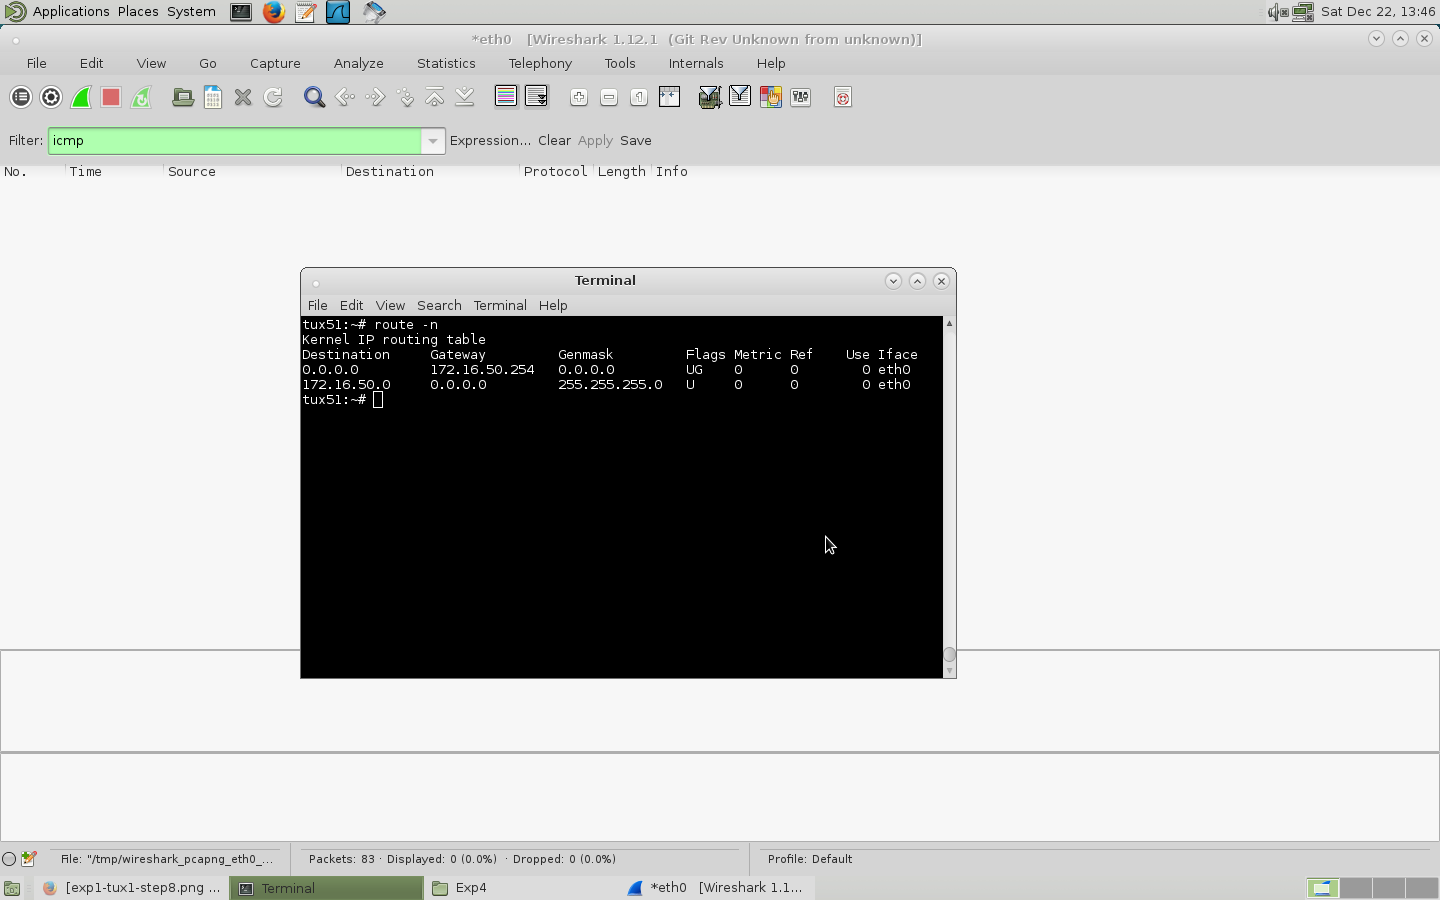 Applications Places System Sat Dec 22, 13:46
*eth0 [Wireshark 1.12.1 (Git Rev Unknown from unknown)]
File Edit View Go Capture Analyze Statistics Telephony Tools Internals Help
Filter: icmp Expression... Clear Apply Save
No. Time Source Destination Protocol Length Info
Terminal
File Edit View Search Terminal Help
tux51:~# route -n
Kernel IP routing table
Destination Gateway Genmask Flags Metric Ref Use Iface
0.0.0.0 172.16.50.254 0.0.0.0 UG 0 0 0 eth0
172.16.50.0 0.0.0.0 255.255.255.0 U 0 0 0 eth0
tux51:~#
File: "/tmp/wireshark_pcapng_eth0_... Packets: 83 · Displayed: 0 (0.0%) · Dropped: 0 (0.0%) Profile: Default
[exp1-tux1-step8.png ... Terminal Exp4 *eth0 [Wireshark 1.1...